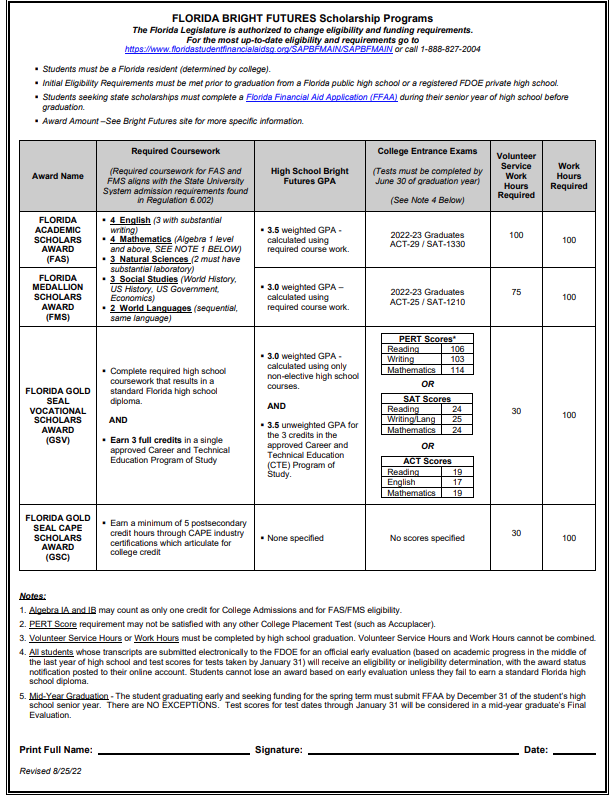 FLORIDA BRIGHT FUTURES Scholarship Programs
The Florida Legislature is authorized to change eligibility and funding requirements.
For the most up-to-date eligibility and requirements go to
https://www.floridastudentfinancialaidsg.org/SAPBFMAIN/SAPBFMAIN or call 1-888-827-2004
▪ Students must be a Florida resident (determined by college).
▪ Initial Eligibility Requirements must be met prior to graduation from a Florida public high school or a registered FDOE private high school.
▪ Students seeking state scholarships must complete a Florida Financial Aid Application (FFAA) during their senior year of high school before
graduation.
▪ Award Amount –See Bright Futures site for more specific information.
Award Name
Required Coursework
(Required coursework for FAS and
FMS aligns with the State University
System admission requirements found
in Regulation 6.002)
High School Bright
Futures GPA
College Entrance Exams
(Tests must be completed by
June 30 of graduation year)
(See Note 4 Below)
Volunteer
Service
Work
Hours
Required
Work
Hours
Required
FLORIDA
ACADEMIC
SCHOLARS
AWARD
(FAS)
▪ 4 English (3 with substantial
writing)
▪ 4 Mathematics (Algebra 1 level
and above, SEE NOTE 1 BELOW)
▪ 3 Natural Sciences (2 must have
substantial laboratory)
▪ 3 Social Studies (World History,
US History, US Government,
Economics)
▪ 2 World Languages (sequential,
same language)
▪ 3.5 weighted GPA -
calculated using
required course work.
2022-23 Graduates
ACT-29 / SAT-1330
100
100
FLORIDA
MEDALLION
SCHOLARS
AWARD
(FMS)
▪ 3.0 weighted GPA –
calculated using
required course work.
2022-23 Graduates
ACT-25 / SAT-1210
75
100
FLORIDA GOLD
SEAL
VOCATIONAL
SCHOLARS
AWARD
(GSV)
▪ Complete required high school
coursework that results in a
standard Florida high school
diploma.
AND
▪ Earn 3 full credits in a single
approved Career and Technical
Education Program of Study
▪ 3.0 weighted GPA -
calculated using only
non-elective high school
courses.
AND
▪ 3.5 unweighted GPA for
the 3 credits in the
approved Career and
Technical Education
(CTE) Program of
Study.
PERT Scores*
Reading 106
Writing 103
Mathematics 114
OR
SAT Scores
Reading 24
Writing/Lang 25
Mathematics 24
OR
ACT Scores
Reading 19
English 17
Mathematics 19
30
100
FLORIDA GOLD
SEAL CAPE
SCHOLARS
AWARD
(GSC)
▪ Earn a minimum of 5 postsecondary
credit hours through CAPE industry
certifications which articulate for
college credit
▪ None specified
No scores specified
30
100
Notes:
1. Algebra IA and IB may count as only one credit for College Admissions and for FAS/FMS eligibility.
2. PERT Score requirement may not be satisfied with any other College Placement Test (such as Accuplacer).
3. Volunteer Service Hours or Work Hours must be completed by high school graduation. Volunteer Service Hours and Work Hours cannot be combined.
4. All students whose transcripts are submitted electronically to the FDOE for an official early evaluation (based on academic progress in the middle of
the last year of high school and test scores for tests taken by January 31) will receive an eligibility or ineligibility determination, with the award status
notification posted to their online account. Students cannot lose an award based on early evaluation unless they fail to earn a standard Florida high
school diploma.
5. Mid-Year Graduation - The student graduating early and seeking funding for the spring term must submit FFAA by December 31 of the student's high
school senior year. There are NO EXCEPTIONS. Test scores for test dates through January 31 will be considered in a mid-year graduate's Final
Evaluation.
Print Full Name: Signature: Date:
Revised 8/25/22